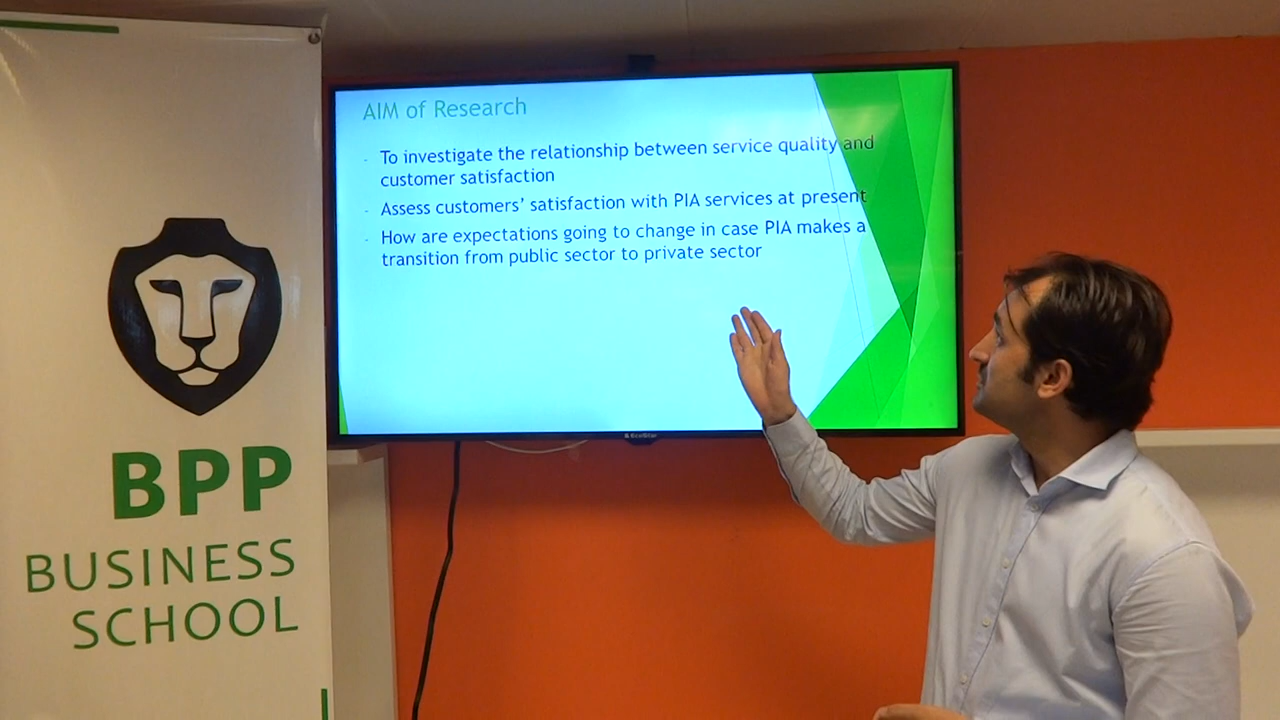 AIM of Research
- To investigate the relationship between service quality and
customer satisfaction
- Assess customers' satisfaction with PIA services at present
- How are expectations going to change in case PIA makes a
transition from public sector to private sector
EcoStar
BPP
BUSINESS
SCHOOL